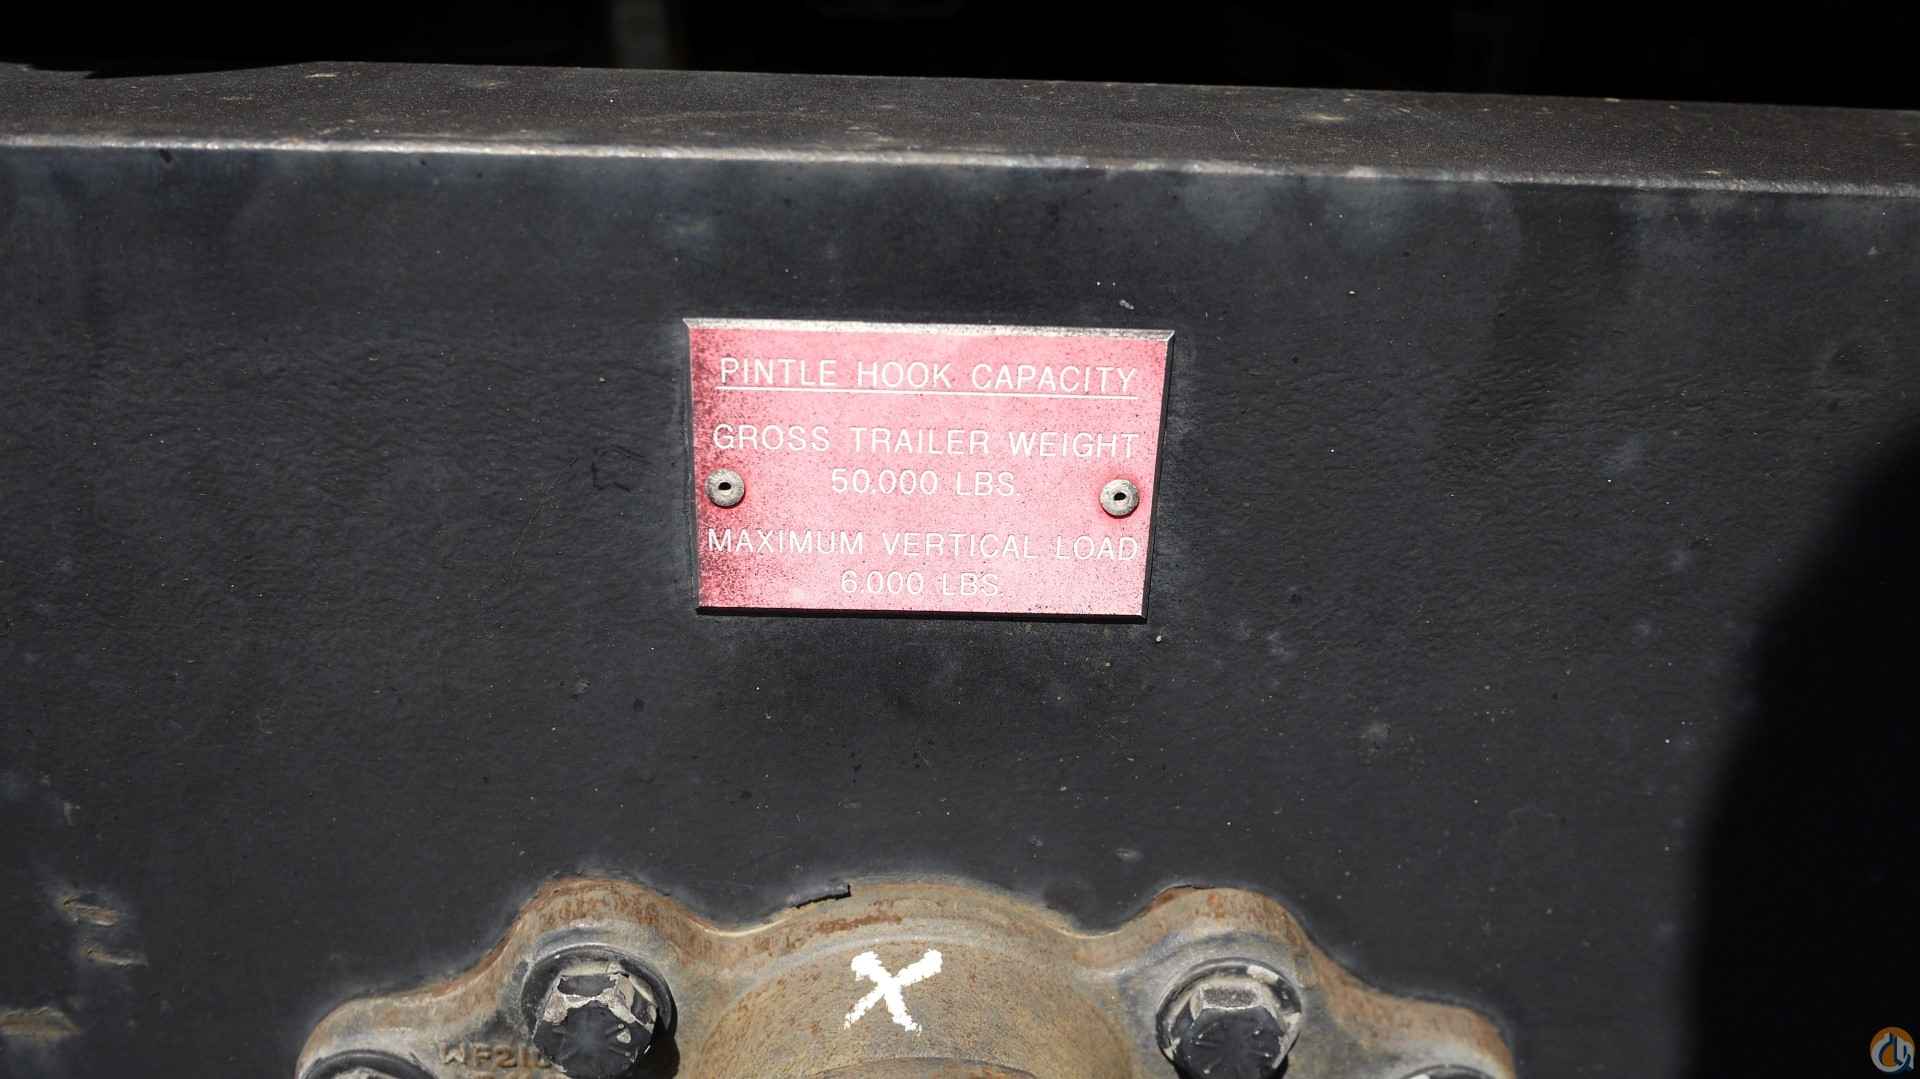 PINTLE HOOK CAPACITY
GROSS TRAILER WEIGHT
50,000 LBS.
MAXIMUM VERTICAL LOAD
6,000 LBS.
X